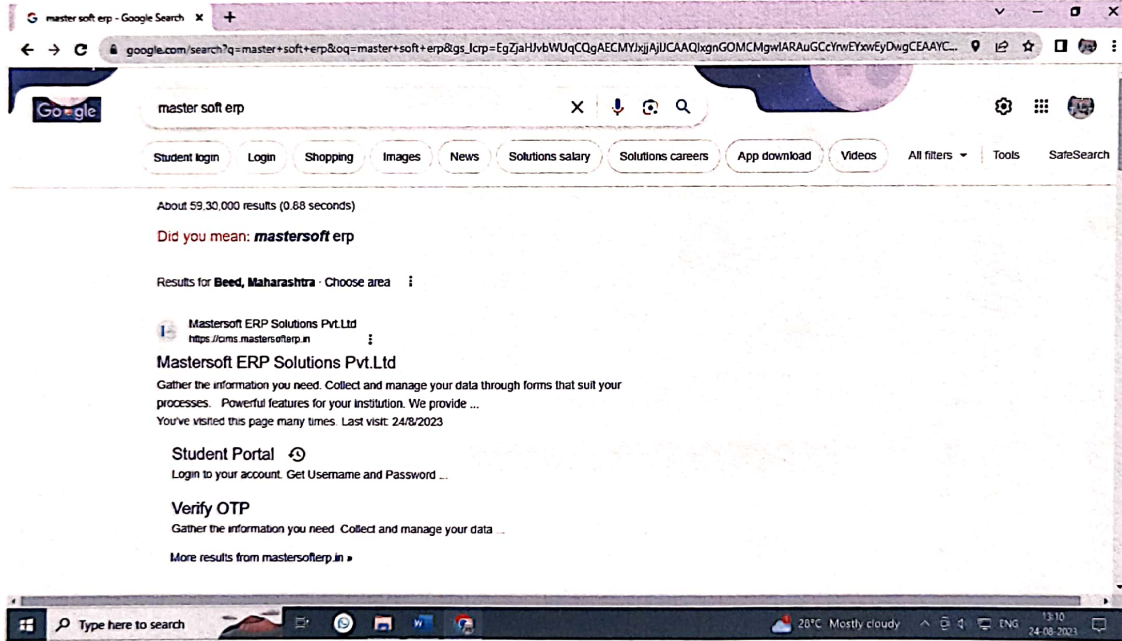 master soft erp - Google Search
google.com/search?q=master+soft+erp&oq=master+soft+erp&gs_lcrp=
Google
master soft erp
Student login Login Shopping Images News Solutions salary Solutions careers App download Videos All filters Tools SafeSearch
About 59,30,000 results (0.88 seconds)
Did you mean: mastersoft erp
Results for Beed, Maharashtra · Choose area
Mastersoft ERP Solutions Pvt.Ltd
https://cims.mastersofterp.in
Mastersoft ERP Solutions Pvt.Ltd
Gather the information you need. Collect and manage your data through forms that suit your
processes. Powerful features for your institution. We provide ...
You've visited this page many times. Last visit: 24/8/2023
Student Portal
Login to your account. Get Username and Password ...
Verify OTP
Gather the information you need. Collect and manage your data ...
More results from mastersofterp.in »
Type here to search
28°C Mostly cloudy
ENG
13:10
24-08-2023